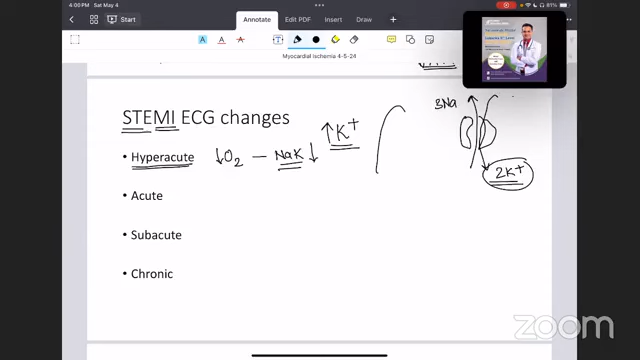 4:00 PM Sat May 4
81%
Annotate
Edit PDF
Insert
Draw
Myocardial Ischemia 4-5-24
STEMI ECG changes
3Na
↑K+
• Hyperacute ↓O2 — NaK ↓
2K+
• Acute
• Subacute
• Chronic
zoom